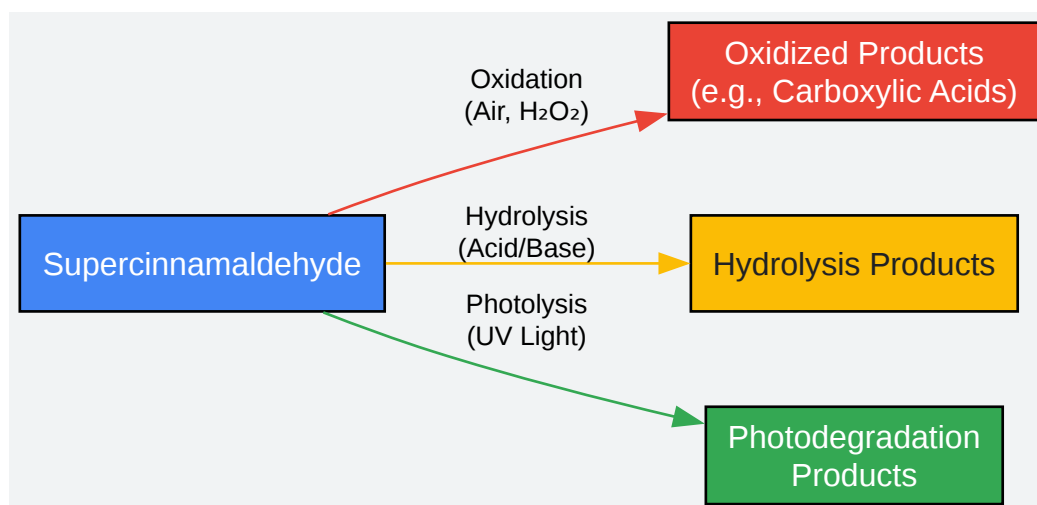 Oxidized Products
(e.g., Carboxylic Acids)
Oxidation
(Air, H₂O₂)
Supercinnamaldehyde
Hydrolysis
(Acid/Base)
Hydrolysis Products
Photolysis
(UV Light)
Photodegradation
Products